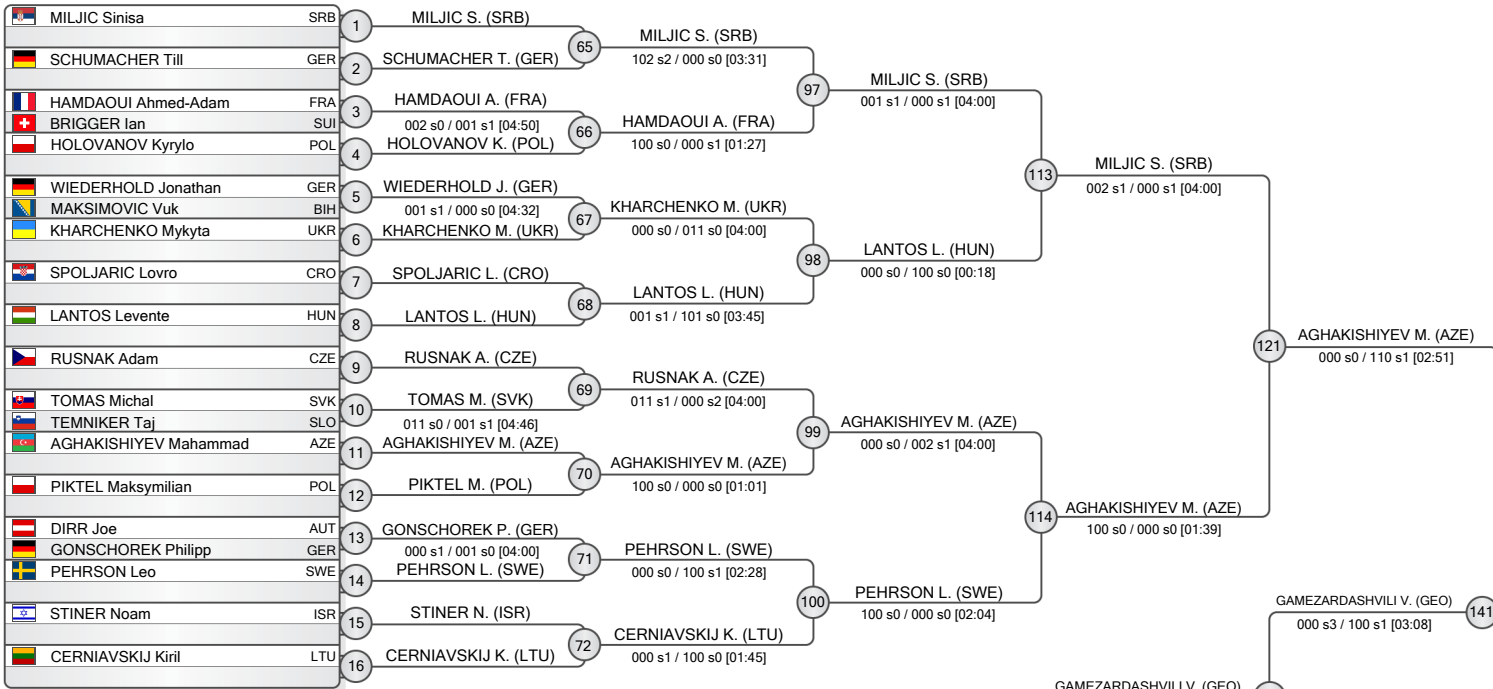 MILJIC Sinisa SRB
SCHUMACHER Till GER
HAMDAOUI Ahmed-Adam FRA
BRIGGER Ian SUI
HOLOVANOV Kyrylo POL
WIEDERHOLD Jonathan GER
MAKSIMOVIC Vuk BIH
KHARCHENKO Mykyta UKR
SPOLJARIC Lovro CRO
LANTOS Levente HUN
RUSNAK Adam CZE
TOMAS Michal SVK
TEMNIKER Taj SLO
AGHAKISHIYEV Mahammad AZE
PIKTEL Maksymilian POL
DIRR Joe AUT
GONSCHOREK Philipp GER
PEHRSON Leo SWE
STINER Noam ISR
CERNIAVSKIJ Kiril LTU
1
2
3
4
5
6
7
8
9
10
11
12
13
14
15
16
MILJIC S. (SRB)
SCHUMACHER T. (GER)
HAMDAOUI A. (FRA)
002 s0 / 001 s1 [04:50]
HOLOVANOV K. (POL)
WIEDERHOLD J. (GER)
001 s1 / 000 s0 [04:32]
KHARCHENKO M. (UKR)
SPOLJARIC L. (CRO)
LANTOS L. (HUN)
RUSNAK A. (CZE)
TOMAS M. (SVK)
011 s0 / 001 s1 [04:46]
AGHAKISHIYEV M. (AZE)
PIKTEL M. (POL)
GONSCHOREK P. (GER)
000 s1 / 001 s0 [04:00]
PEHRSON L. (SWE)
STINER N. (ISR)
CERNIAVSKIJ K. (LTU)
65
66
67
68
69
70
71
72
MILJIC S. (SRB)
102 s2 / 000 s0 [03:31]
HAMDAOUI A. (FRA)
100 s0 / 000 s1 [01:27]
KHARCHENKO M. (UKR)
000 s0 / 011 s0 [04:00]
LANTOS L. (HUN)
001 s1 / 101 s0 [03:45]
RUSNAK A. (CZE)
011 s1 / 000 s2 [04:00]
AGHAKISHIYEV M. (AZE)
100 s0 / 000 s0 [01:01]
PEHRSON L. (SWE)
000 s0 / 100 s1 [02:28]
CERNIAVSKIJ K. (LTU)
000 s1 / 100 s0 [01:45]
97
98
99
100
MILJIC S. (SRB)
001 s1 / 000 s1 [04:00]
LANTOS L. (HUN)
000 s0 / 100 s0 [00:18]
AGHAKISHIYEV M. (AZE)
000 s0 / 002 s1 [04:00]
PEHRSON L. (SWE)
100 s0 / 000 s0 [02:04]
113
114
MILJIC S. (SRB)
002 s1 / 000 s1 [04:00]
AGHAKISHIYEV M. (AZE)
100 s0 / 000 s0 [01:39]
121
AGHAKISHIYEV M. (AZE)
000 s0 / 110 s1 [02:51]
GAMEZARDASHVILI V. (GEO)
000 s3 / 100 s1 [03:08]
141
GAMEZARDASHVILI V. (GEO)